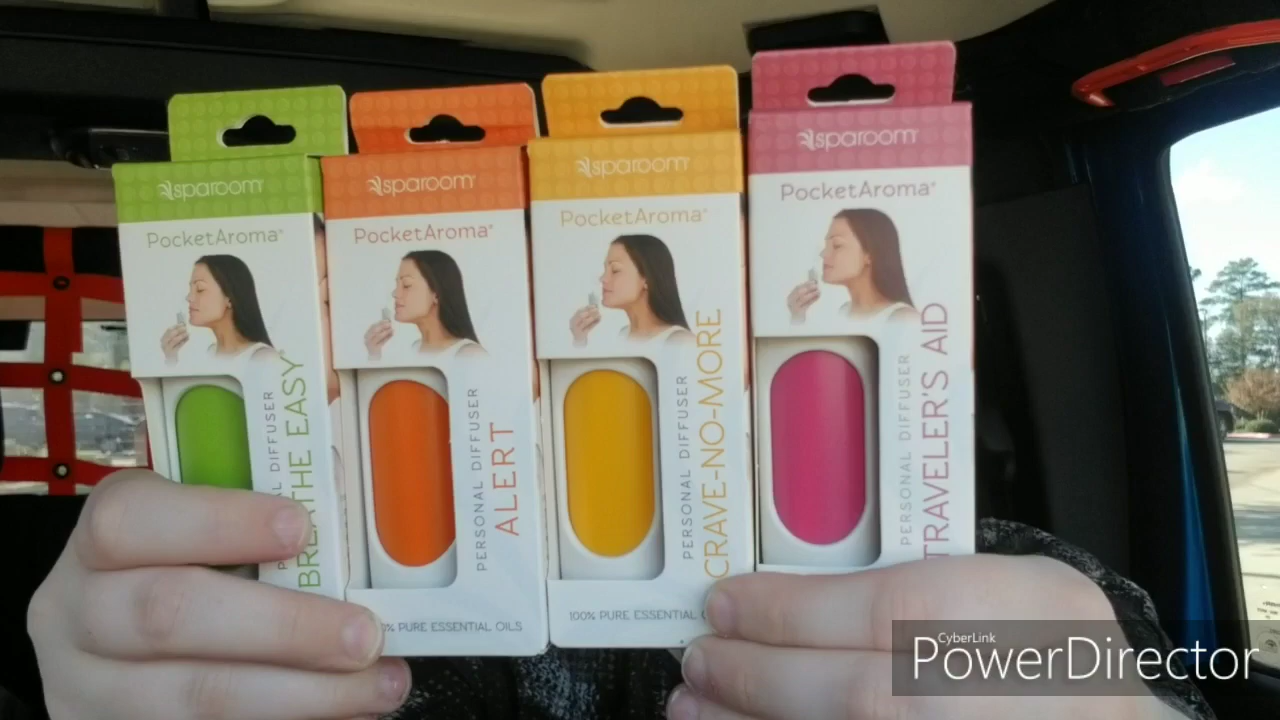 sparoom
PocketAroma®
DIFFUSER
BREATHE EASY
sparoom
PocketAroma®
PERSONAL DIFFUSER
ALERT
% PURE ESSENTIAL OILS
sparoom
PocketAroma®
PERSONAL DIFFUSER
CRAVE-NO-MORE
100% PURE ESSENTIAL
sparoom
PocketAroma®
PERSONAL DIFFUSER
TRAVELER'S AID
CyberLink
PowerDirector